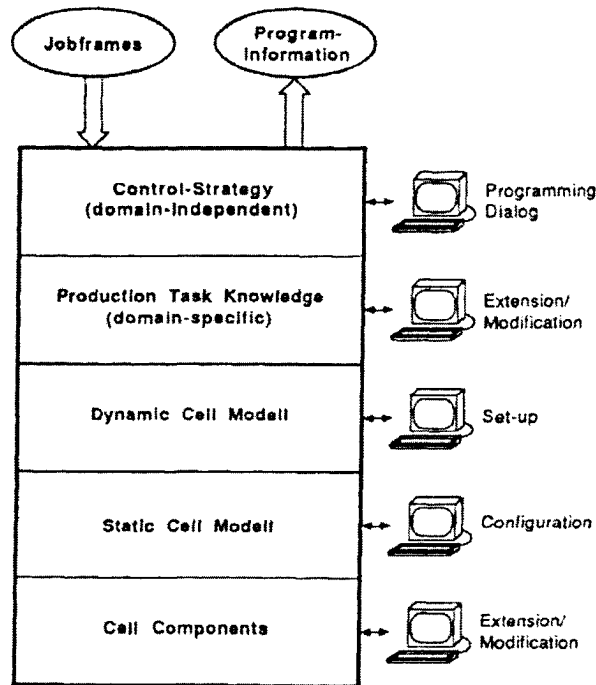 Jobframes
Program-
Information
Control-Strategy
(domain-independent)
Programming
Dialog
Production Task Knowledge
(domain-specific)
Extension/
Modification
Dynamic Cell Modell
Set-up
Static Cell Modell
Configuration
Cell Components
Extension/
Modification